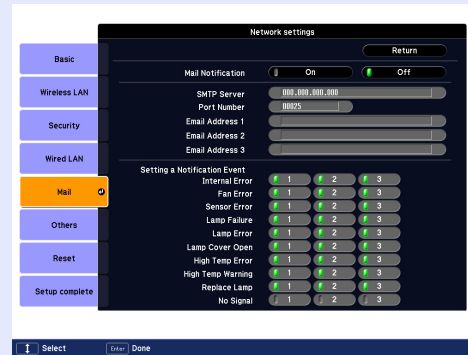 Network settings
Return
Basic
Mail Notification On Off
Wireless LAN
SMTP Server 000.000.000.000
Port Number 00025
Security
Email Address 1
Email Address 2
Email Address 3
Wired LAN
Setting a Notification Event
Internal Error 1 2 3
Mail
Fan Error 1 2 3
Sensor Error 1 2 3
Lamp Failure 1 2 3
Others
Lamp Error 1 2 3
Lamp Cover Open 1 2 3
Reset
High Temp Error 1 2 3
High Temp Warning 1 2 3
Replace Lamp 1 2 3
Setup complete
No Signal 1 2 3
Select Enter Done